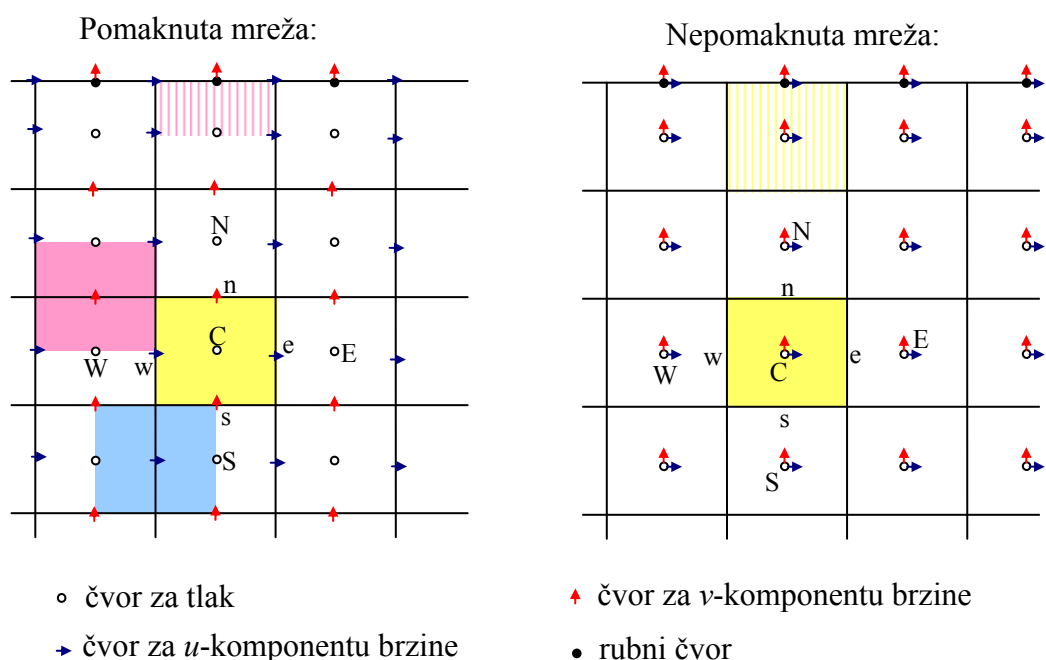 Pomaknuta mreža:
Nepomaknuta mreža:
N
n
C
e
E
W
w
s
S
N
n
w
e
E
W
C
s
S
čvor za tlak
čvor za v-komponentu brzine
čvor za u-komponentu brzine
rubni čvor